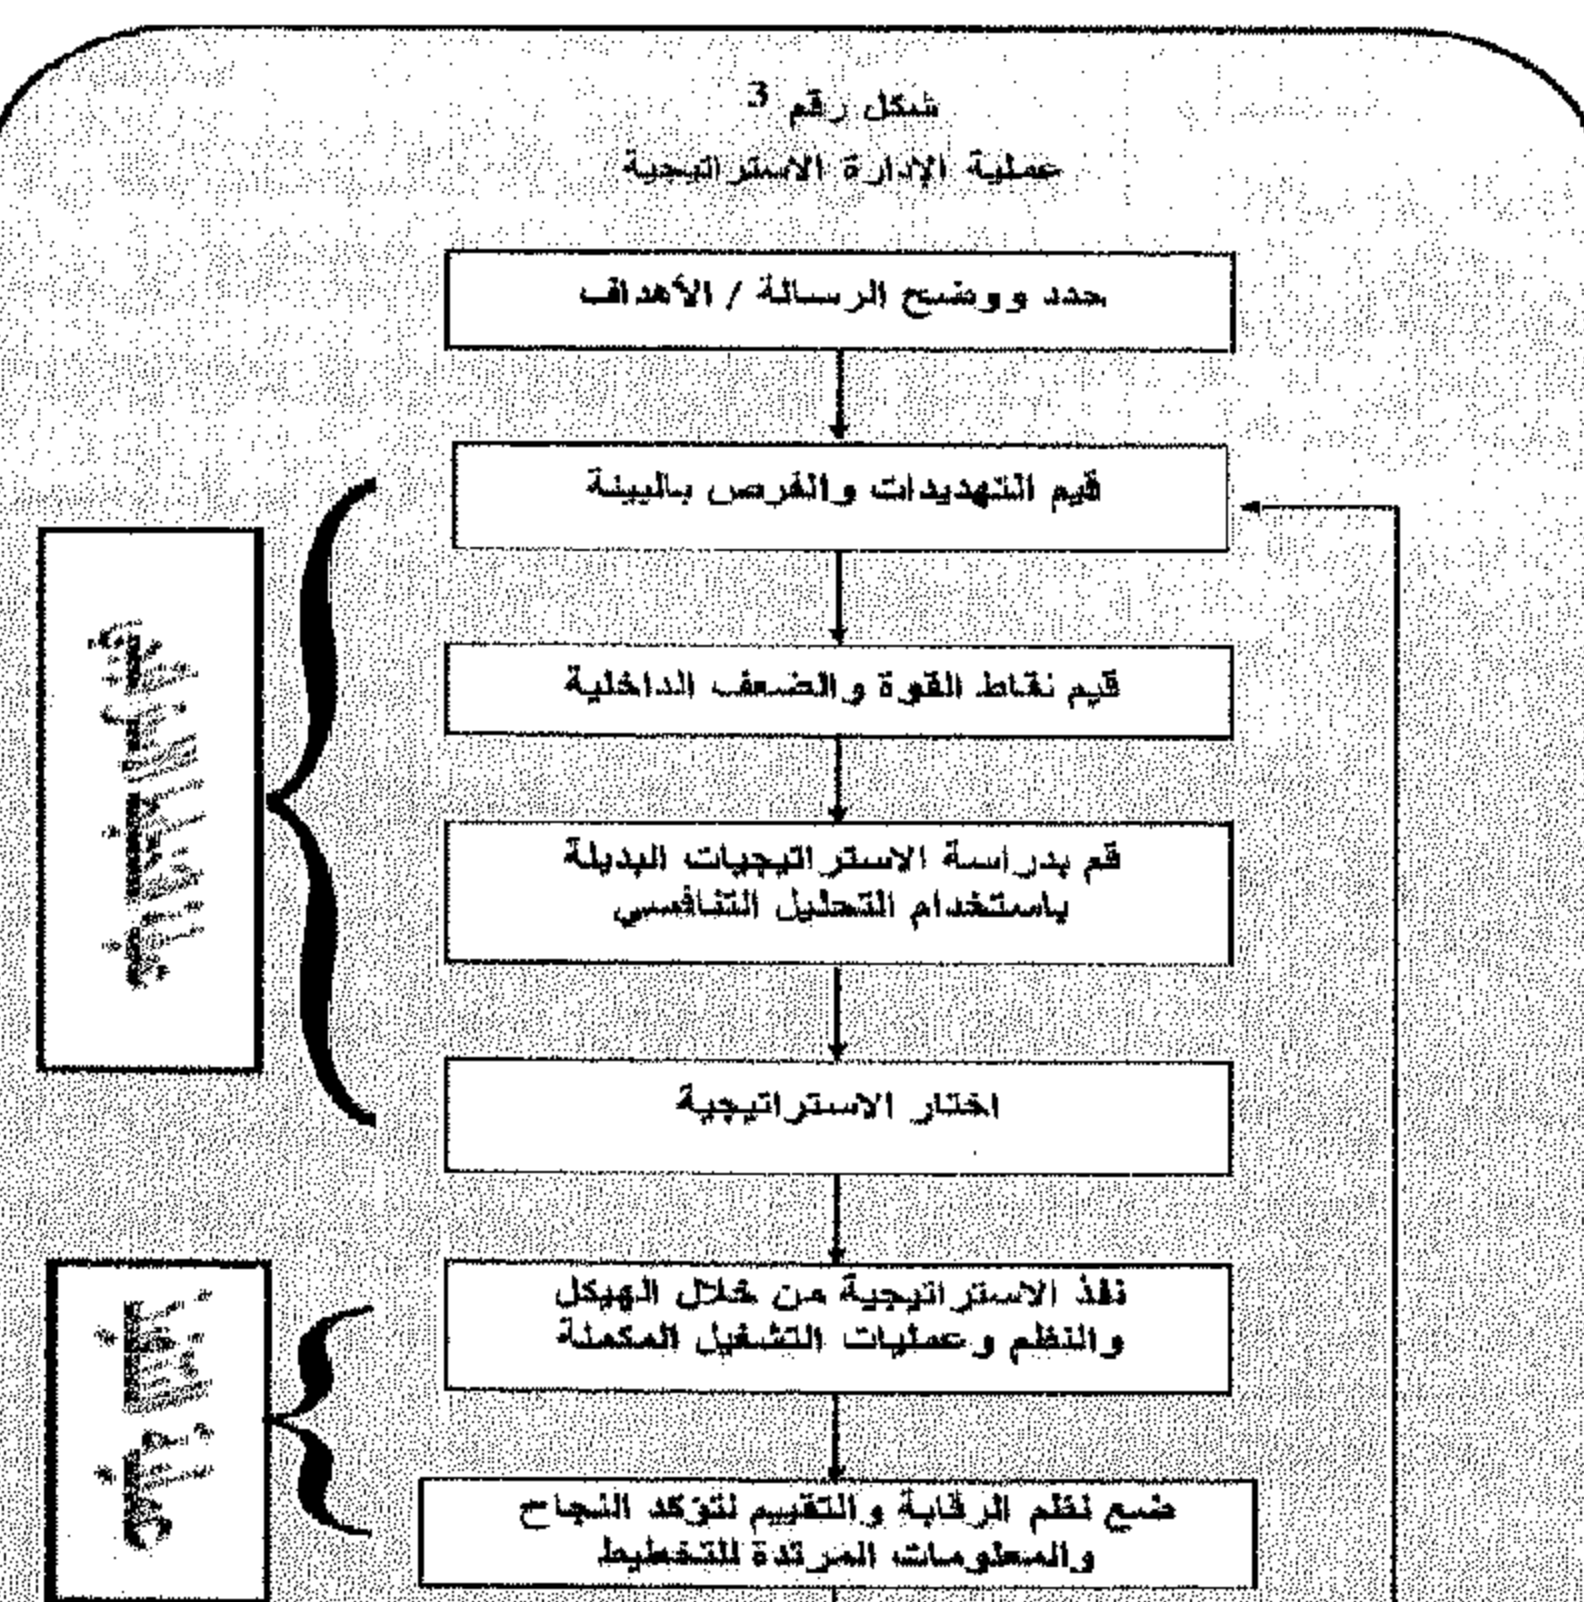 شكل رقم 3
عملية الإدارة الاستراتيجية
حدد ووضح الرسالة / الأهداف
قيم التهديدات والفرص بالبيئة
قيم نقاط القوة والضعف الداخلية
قم بدراسة الاستراتيجيات البديلة
باستخدام التحليل التنافسي
اختار الاستراتيجية
نفذ الاستراتيجية من خلال الهيكل
والنظم وعمليات التشغيل المكملة
ضع نظم الرقابة والتقييم لتؤكد النجاح
والمعلومات المرتدة للتخطيط